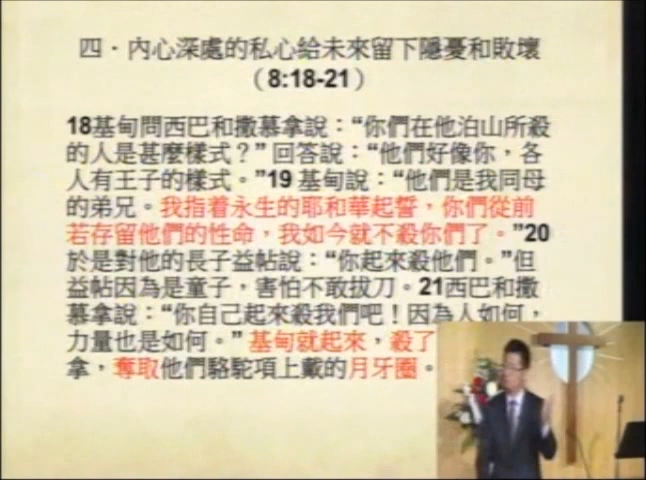 四．內心深處的私心給未來留下隱憂和敗壞
（8:18-21）
18基甸問西巴和撒慕拿說：“你們在他泊山所殺
的人是甚麼樣式？” 回答說：“他們好像你，各
人有王子的樣式。”19 基甸說：“他們是我同母
的弟兄。我指着永生的耶和華起誓，你們從前
若存留他們的性命，我如今就不殺你們了。”20
於是對他的長子益帖說：“你起來殺他們。”但
益帖因為是童子，害怕不敢拔刀。21西巴和撒
慕拿說：“你自己起來殺我們吧！因為人如何，
力量也是如何。” 基甸就起來，殺了
拿，奪取他們駱駝項上戴的月牙圈。